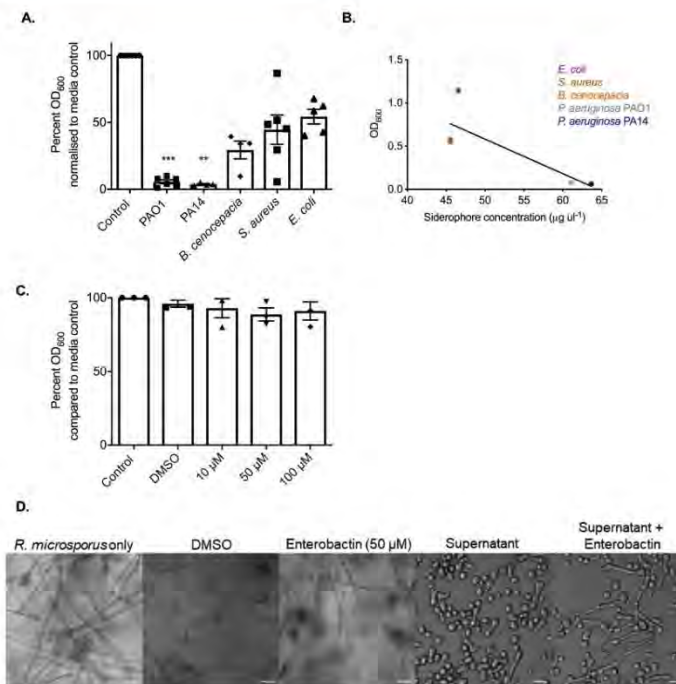 A.
Percent OD600
normalised to media control
100
50
0
***
**
Control
PAO1
PA14
B. cenocepacia
S. aureus
E. coli
B.
OD600
1.5
1.0
0.5
0.0
40
45
50
55
60
65
Siderophore concentration (µg ul-1)
E. coli
S. aureus
B. cenocepacia
P. aeruginosa PAO1
P. aeruginosa PA14
C.
Percent OD600
compared to media control
100
50
0
Control
DMSO
10 µM
50 µM
100 µM
D.
R. microsporus only
DMSO
Enterobactin (50 µM)
Supernatant
Supernatant +
Enterobactin